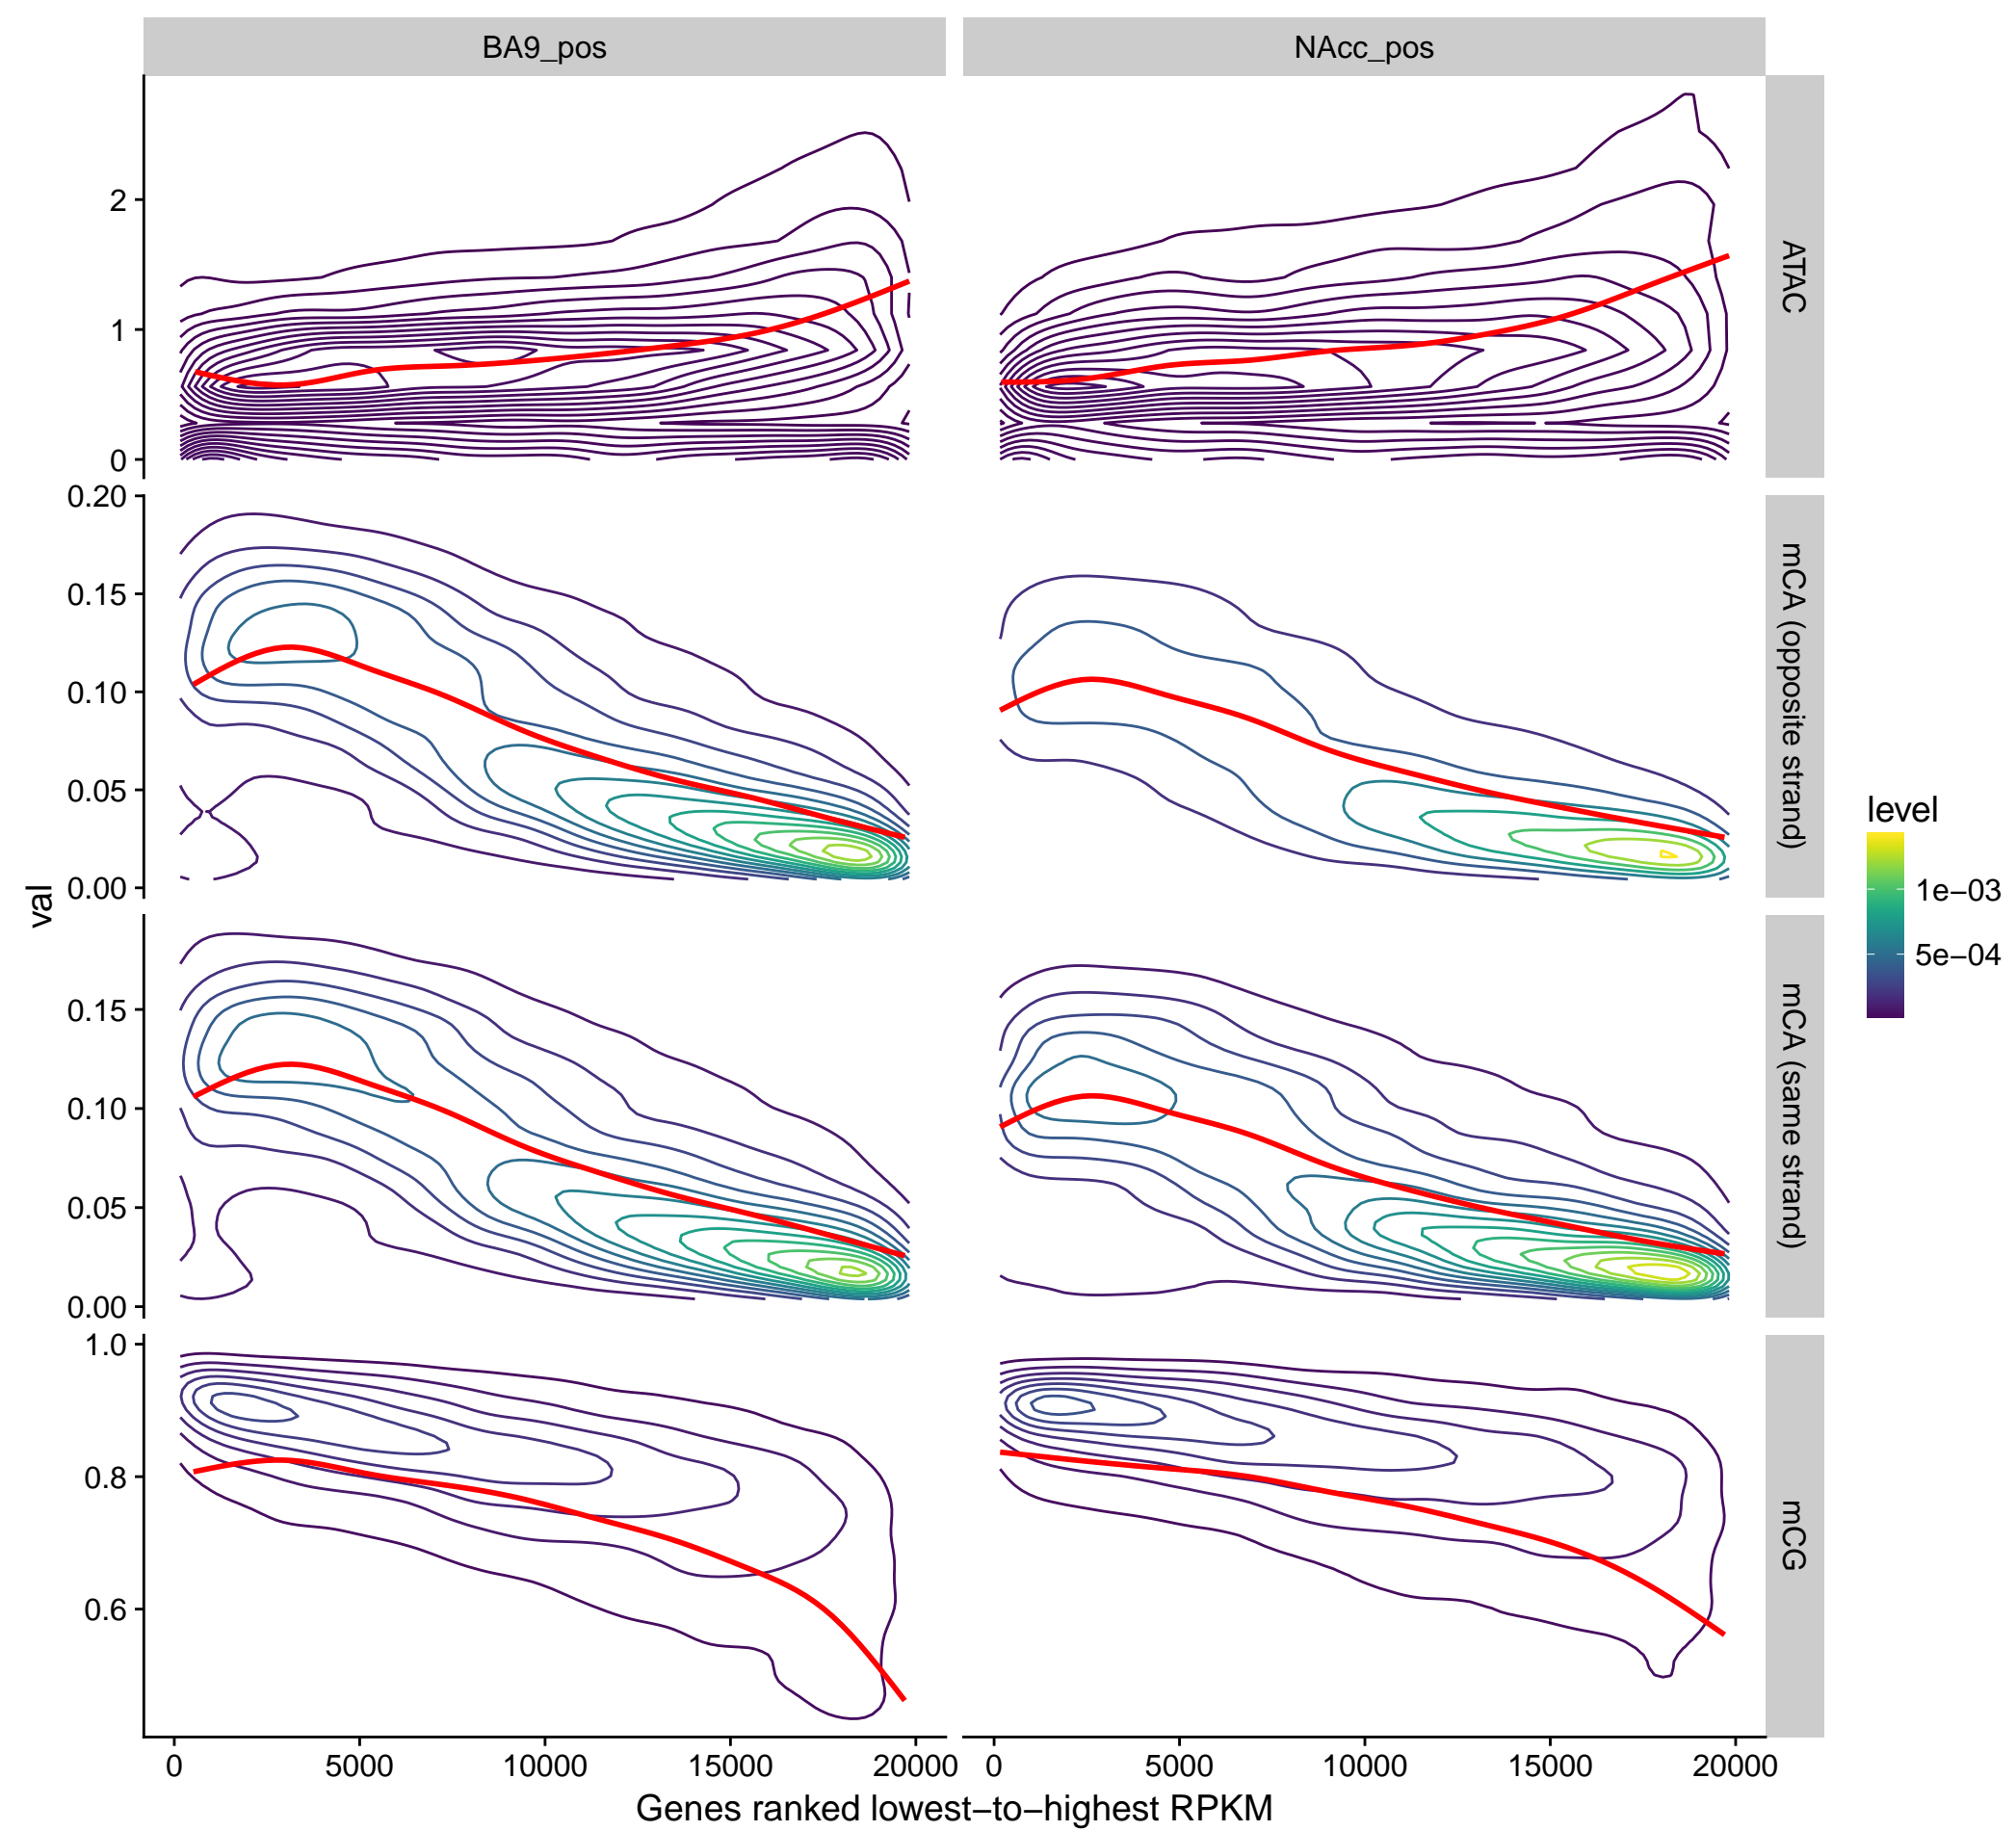 BA9_pos
NAcc_pos
2
1
0
ATAC
0.20
0.15
0.10
0.05
0.00
mCA (opposite strand)
val
level
1e−03
5e−04
0.15
0.10
0.05
0.00
mCA (same strand)
1.0
0.8
0.6
mCG
0 5000 10000 15000 20000 0 5000 10000 15000 20000
Genes ranked lowest−to−highest RPKM